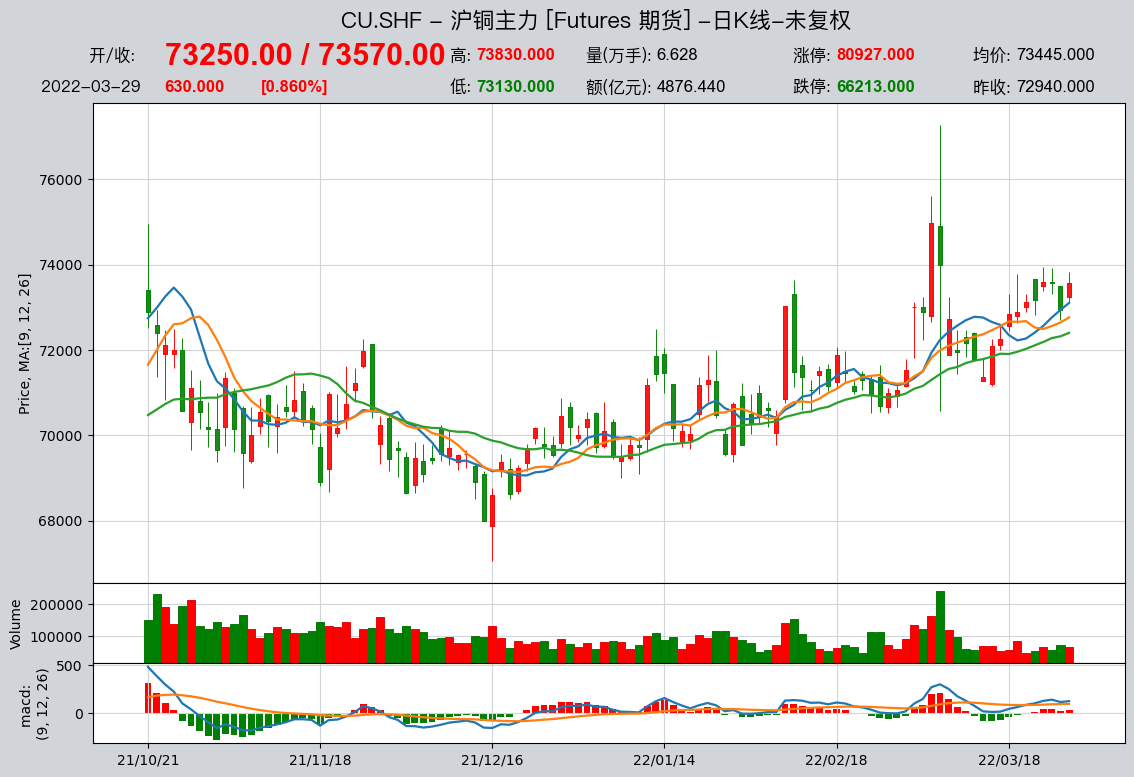 CU.SHF – 沪铜主力 [Futures 期货] –日K线–未复权
开/收: 73250.00 / 73570.00 高: 73830.000 量(万手): 6.628 涨停: 80927.000 均价: 73445.000
2022–03–29 630.000 [0.860%] 低: 73130.000 额(亿元): 4876.440 跌停: 66213.000 昨收: 72940.000
Price, MA:[9, 12, 26]
76000
74000
72000
70000
68000
Volume
200000
100000
macd:
(9, 12, 26)
500
0
21/10/21 21/11/18 21/12/16 22/01/14 22/02/18 22/03/18